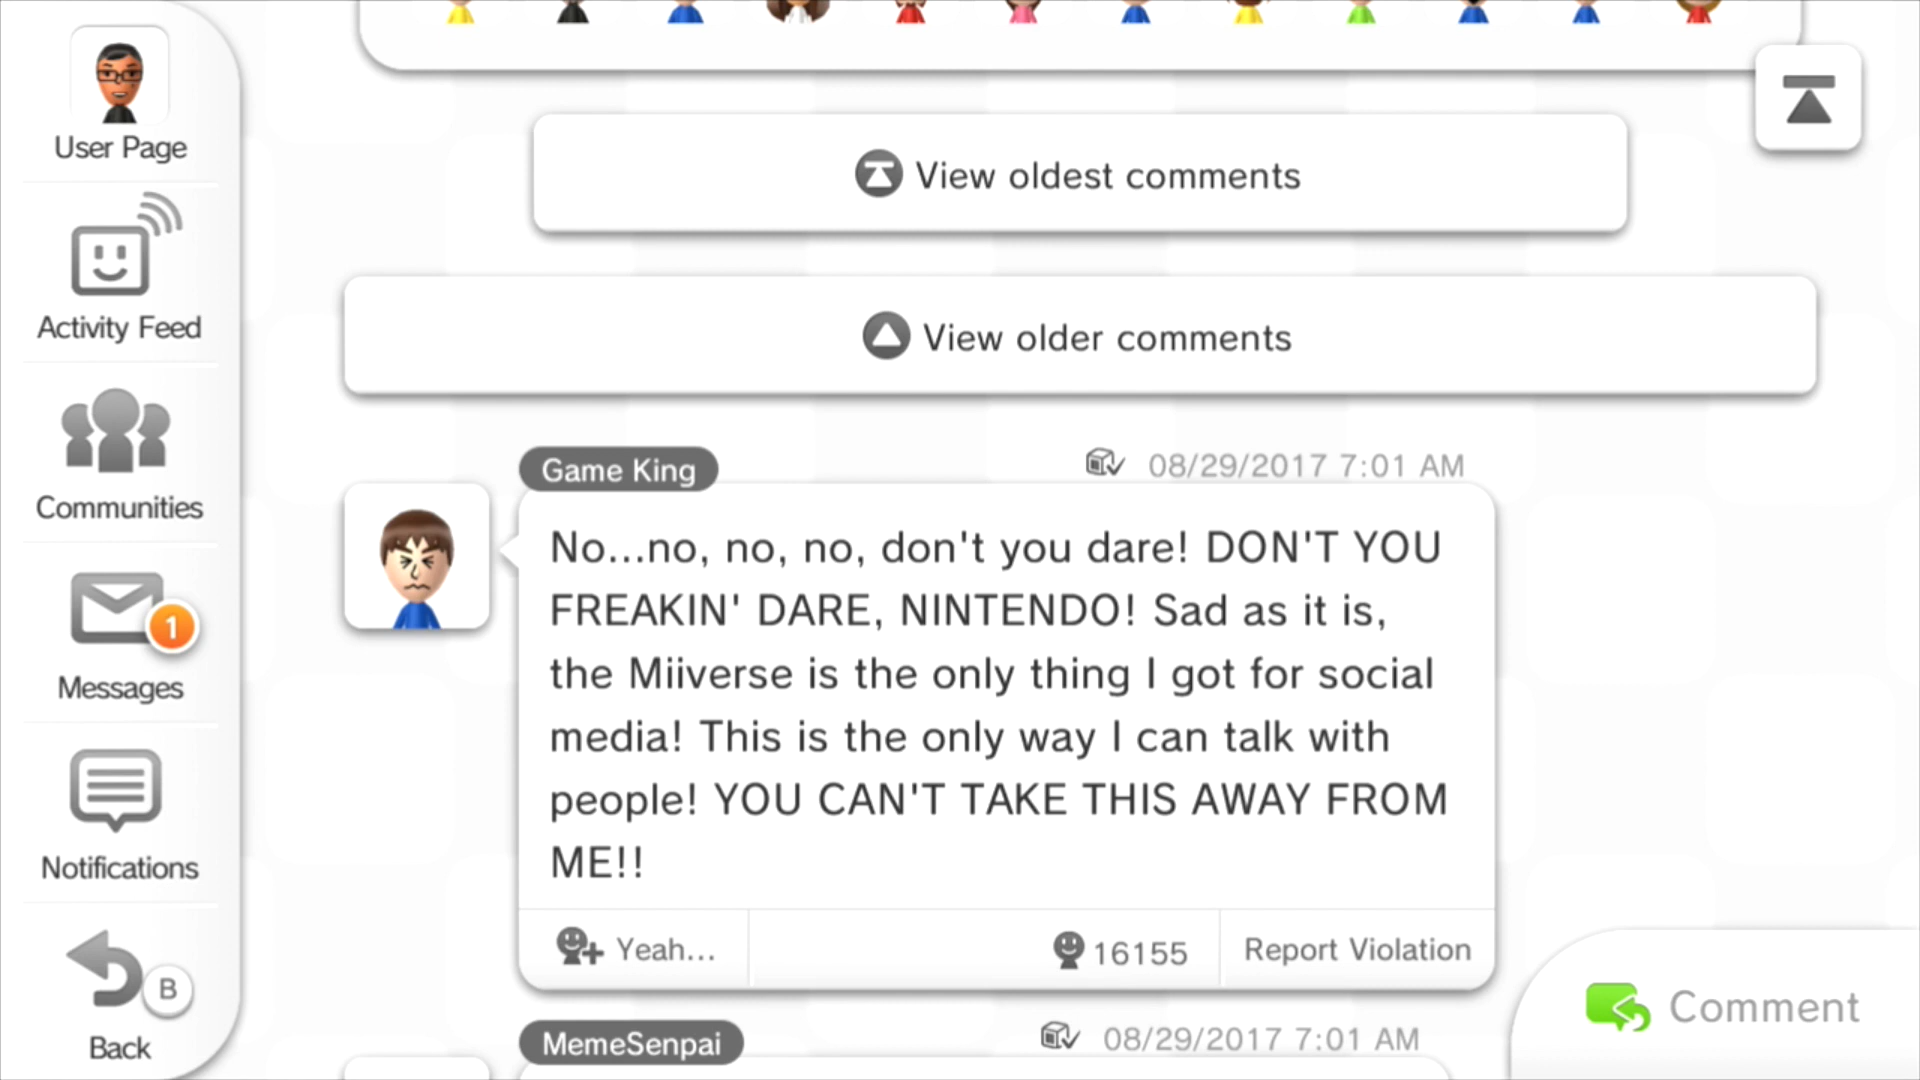 User Page
Activity Feed
Communities
1
Messages
Notifications
B
Back
View oldest comments
View older comments
Game King
08/29/2017 7:01 AM
No...no, no, no, don't you dare! DON'T YOU
FREAKIN' DARE, NINTENDO! Sad as it is,
the Miiverse is the only thing I got for social
media! This is the only way I can talk with
people! YOU CAN'T TAKE THIS AWAY FROM
ME!!
Yeah...
16155
Report Violation
MemeSenpai
08/29/2017 7:01 AM
Comment